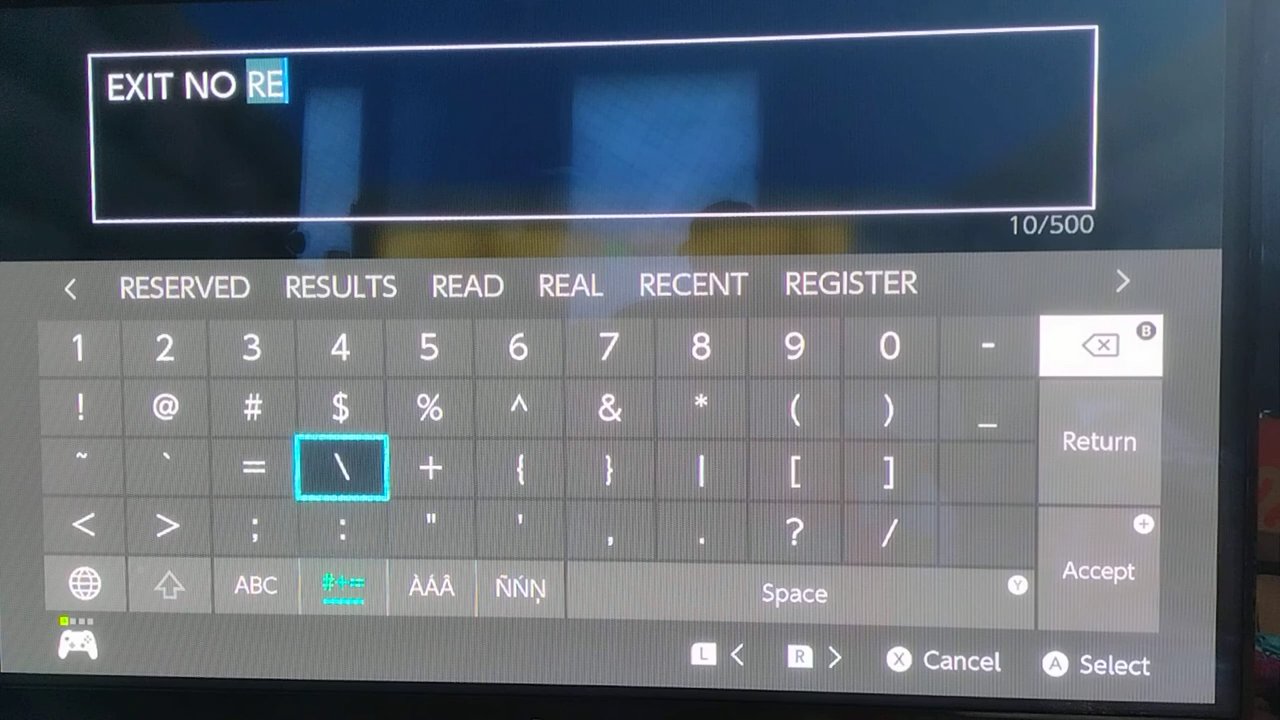 EXIT NO RE
10/500
< RESERVED RESULTS READ REAL RECENT REGISTER >
1 2 3 4 5 6 7 8 9 0 - B
! @ # $ % ^ & * ( ) _
~ ` = \ + { } | [ ] Return
< > ; : " ' , . ? / +
Accept
ABC #+= ÀÁÂ ÑŃŅ Space Y
L < R > X Cancel A Select